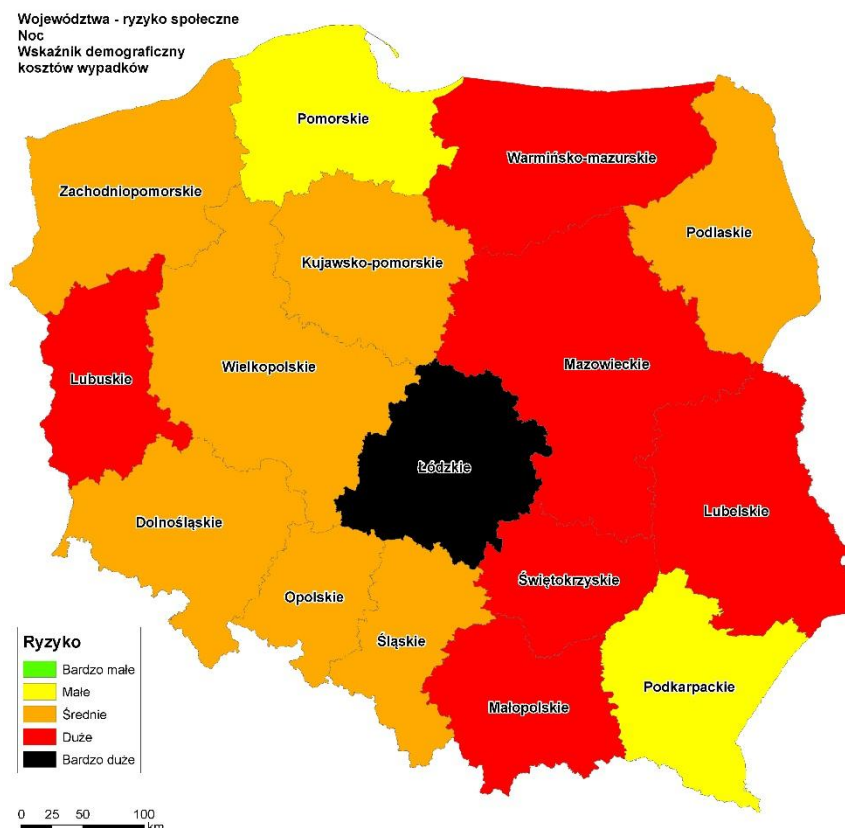 Województwa - ryzyko społeczne
Noc
Wskaźnik demograficzny
kosztów wypadków
Pomorskie
Warmińsko-mazurskie
Zachodniopomorskie
Podlaskie
Kujawsko-pomorskie
Wielkopolskie
Mazowieckie
Lubuskie
Łódzkie
Lubelskie
Dolnośląskie
Świętokrzyskie
Opolskie
Śląskie
Podkarpackie
Małopolskie
Ryzyko
Bardzo małe
Małe
Średnie
Duże
Bardzo duże
0 25 50 100
km